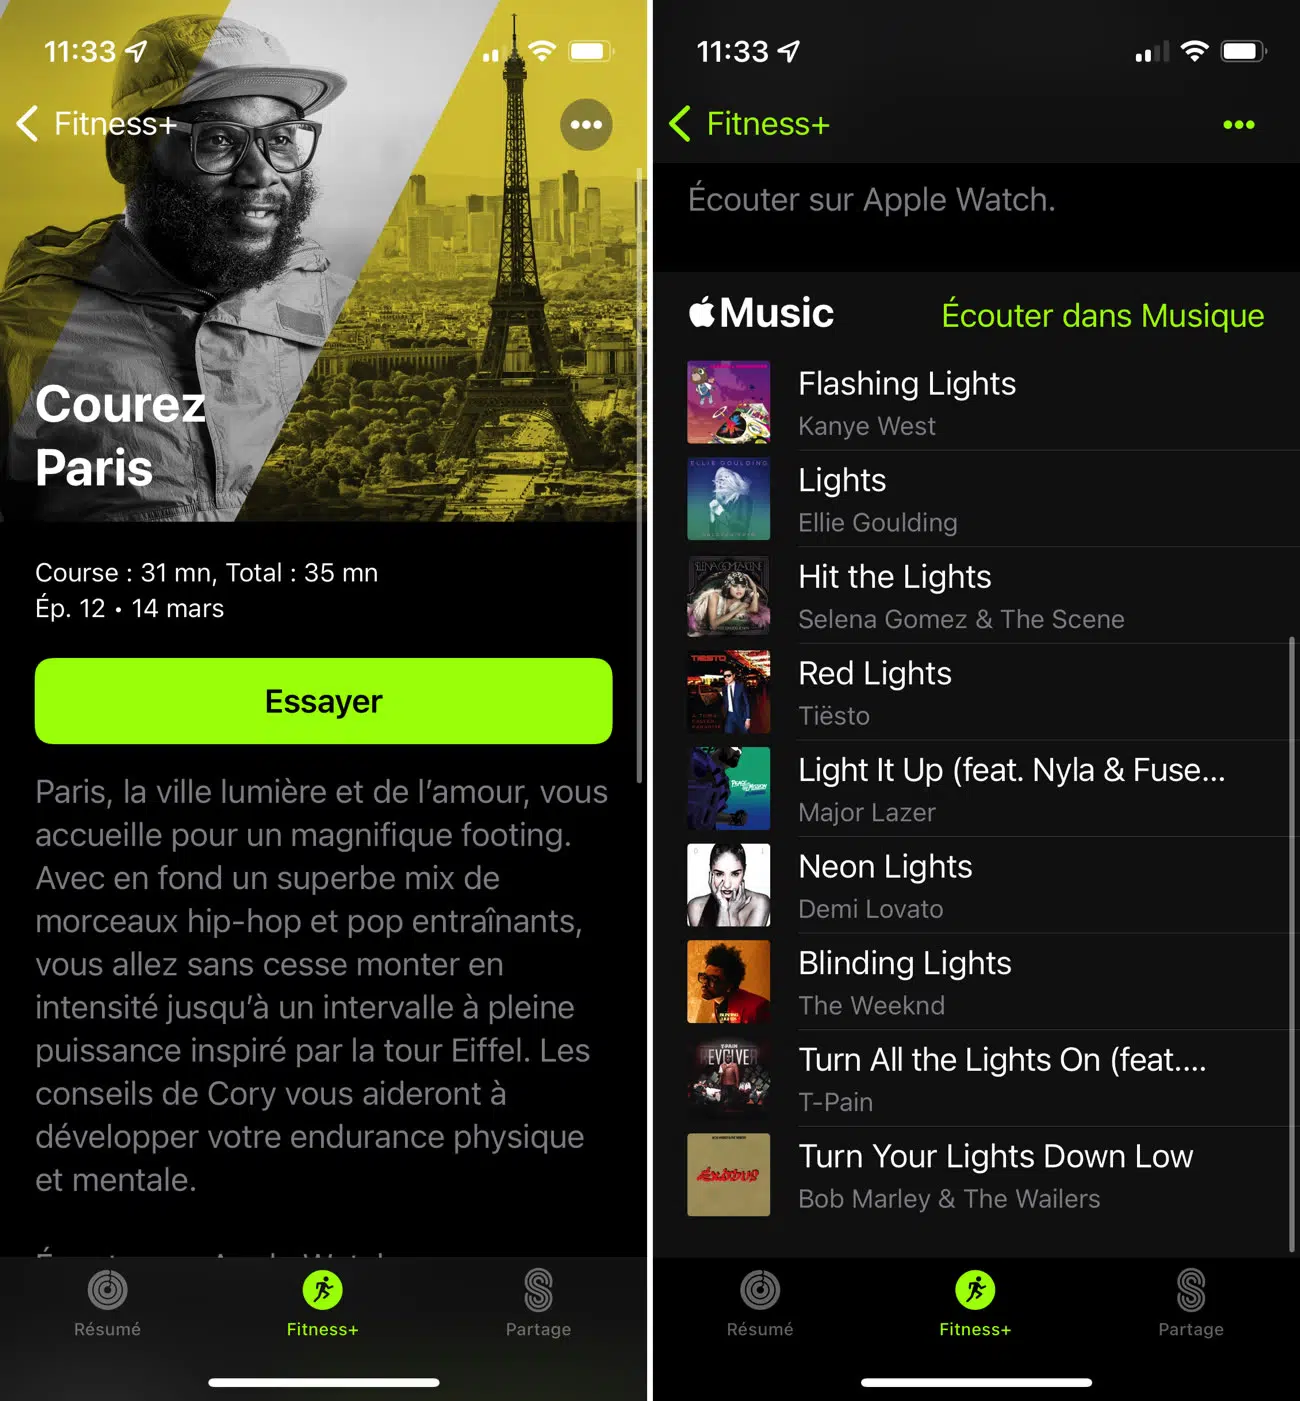 11:33
Fitness+
Courez
Paris
Course : 31 mn, Total : 35 mn
Ép. 12 • 14 mars
Essayer
Paris, la ville lumière et de l’amour, vous
accueille pour un magnifique footing.
Avec en fond un superbe mix de
morceaux hip-hop et pop entraînants,
vous allez sans cesse monter en
intensité jusqu’à un intervalle à pleine
puissance inspiré par la tour Eiffel. Les
conseils de Cory vous aideront à
développer votre endurance physique
et mentale.
Résumé
Fitness+
Partage
11:33
Fitness+
Écouter sur Apple Watch.
Music
Écouter dans Musique
Flashing Lights
Kanye West
ELLIE GOULDING
Lights
Ellie Goulding
Hit the Lights
Selena Gomez & The Scene
TIËSTO
Red Lights
Tiësto
Light It Up (feat. Nyla & Fuse...
Major Lazer
Neon Lights
Demi Lovato
Blinding Lights
The Weeknd
T-PAIN
REVOLVER
Turn All the Lights On (feat....
T-Pain
EXODUS
Turn Your Lights Down Low
Bob Marley & The Wailers
Résumé
Fitness+
Partage